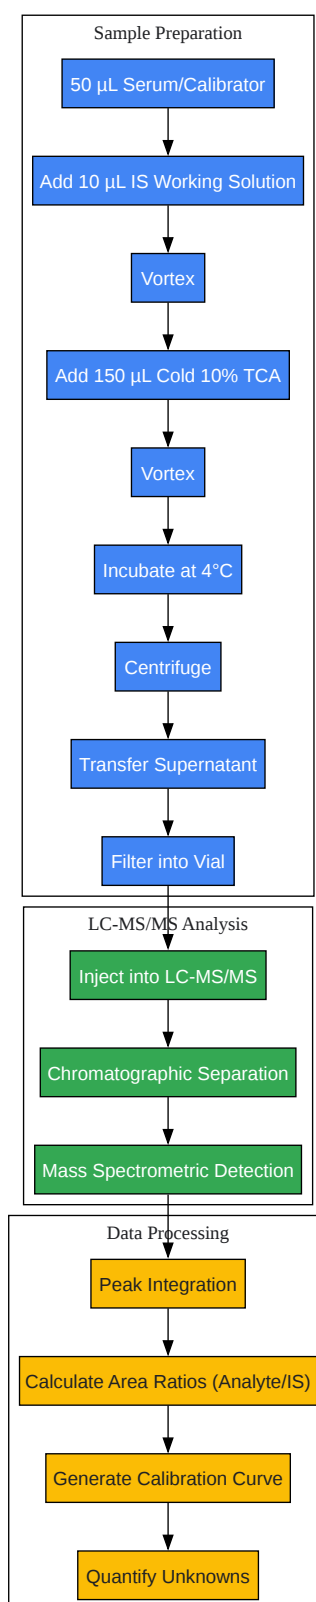 Sample Preparation
50 µL Serum/Calibrator
Add 10 µL IS Working Solution
Vortex
Add 150 µL Cold 10% TCA
Vortex
Incubate at 4°C
Centrifuge
Transfer Supernatant
Filter into Vial
LC-MS/MS Analysis
Inject into LC-MS/MS
Chromatographic Separation
Mass Spectrometric Detection
Data Processing
Peak Integration
Calculate Area Ratios (Analyte/IS)
Generate Calibration Curve
Quantify Unknowns